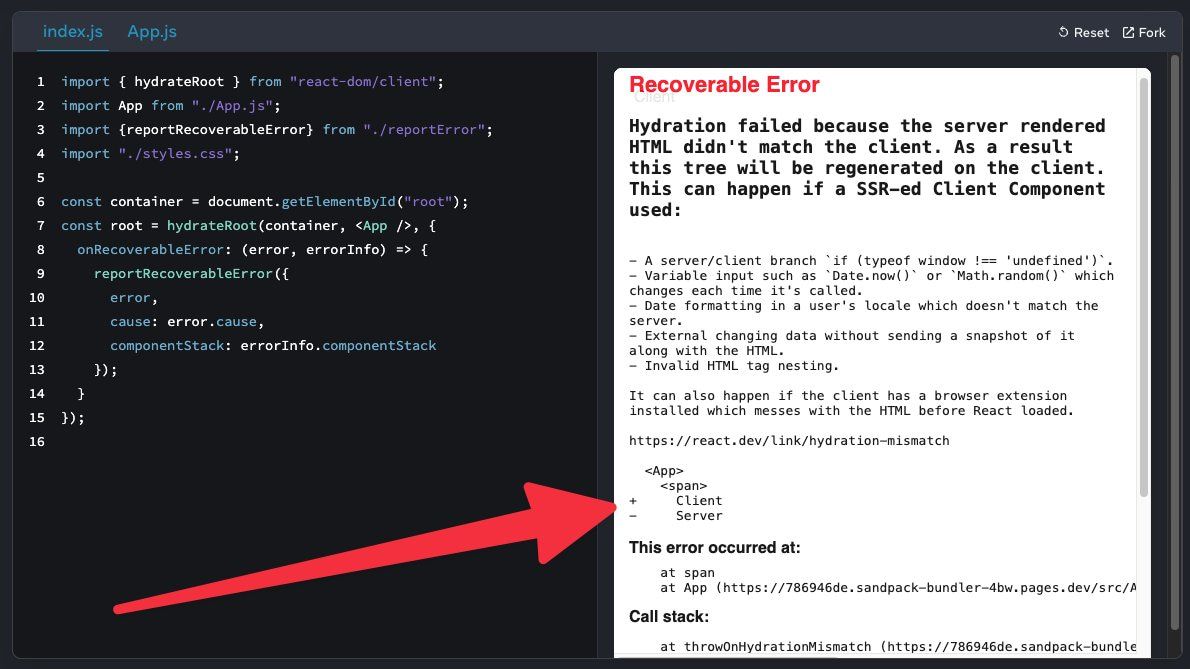 index.js App.js Reset Fork
1 import { hydrateRoot } from "react-dom/client";
2 import App from "./App.js";
3 import {reportRecoverableError} from "./reportError";
4 import "./styles.css";
5
6 const container = document.getElementById("root");
7 const root = hydrateRoot(container, <App />, {
8 onRecoverableError: (error, errorInfo) => {
9 reportRecoverableError({
10 error,
11 cause: error.cause,
12 componentStack: errorInfo.componentStack
13 });
14 }
15 });
16
Recoverable Error
Client
Hydration failed because the server rendered
HTML didn't match the client. As a result
this tree will be regenerated on the client.
This can happen if a SSR-ed Client Component
used:
- A server/client branch `if (typeof window !== 'undefined')`.
- Variable input such as `Date.now()` or `Math.random()` which
changes each time it's called.
- Date formatting in a user's locale which doesn't match the
server.
- External changing data without sending a snapshot of it
along with the HTML.
- Invalid HTML tag nesting.
It can also happen if the client has a browser extension
installed which messes with the HTML before React loaded.
https://react.dev/link/hydration-mismatch
<App>
<span>
+ Client
- Server
This error occurred at:
at span
at App (https://786946de.sandpack-bundler-4bw.pages.dev/src/A
Call stack:
at throwOnHydrationMismatch (https://786946de.sandpack-bundle